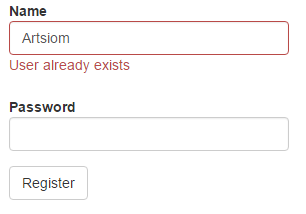 Name
Artsiom
User already exists
Password
Register